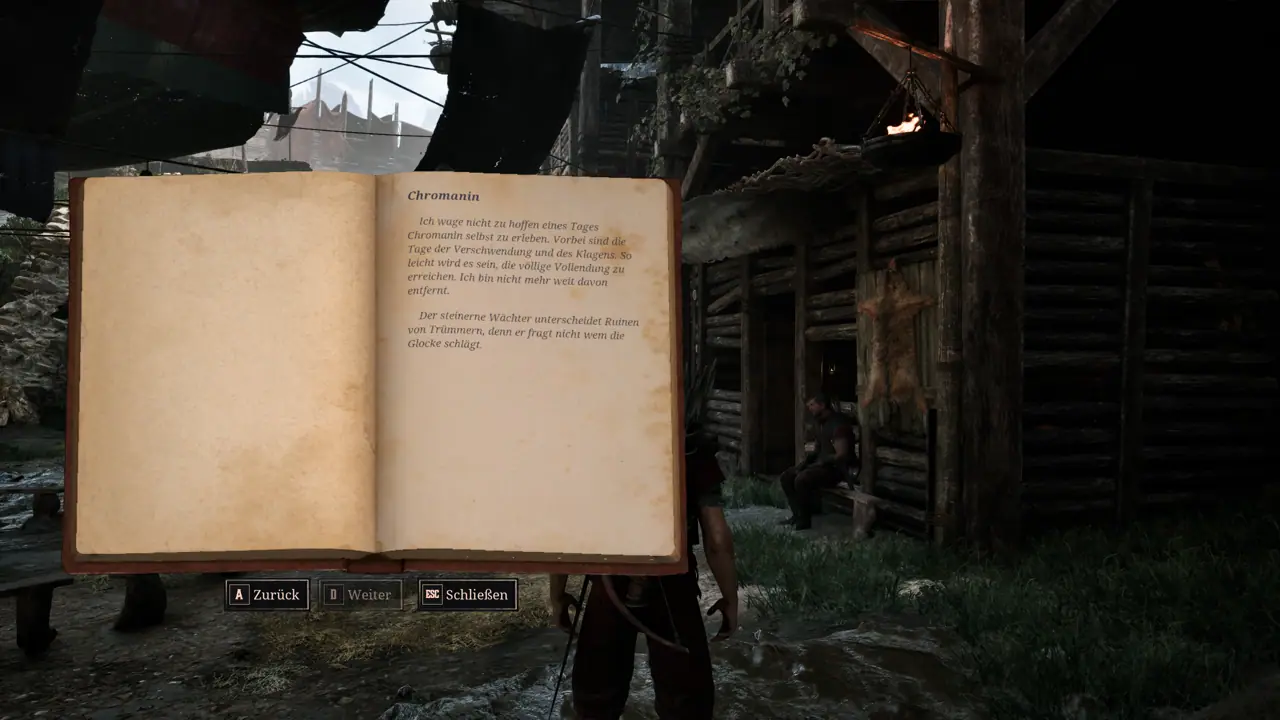 Chromanin
Ich wage nicht zu hoffen eines Tages
Chromanin selbst zu erleben. Vorbei sind die
Tage der Verschwendung und des Klagens. So
leicht wird es sein, die völlige Vollendung zu
erreichen. Ich bin nicht mehr weit davon
entfernt.
Der steinerne Wächter unterscheidet Ruinen
von Trümmern, denn er fragt nicht wem die
Glocke schlägt.
A Zurück
D Weiter
ESC Schließen